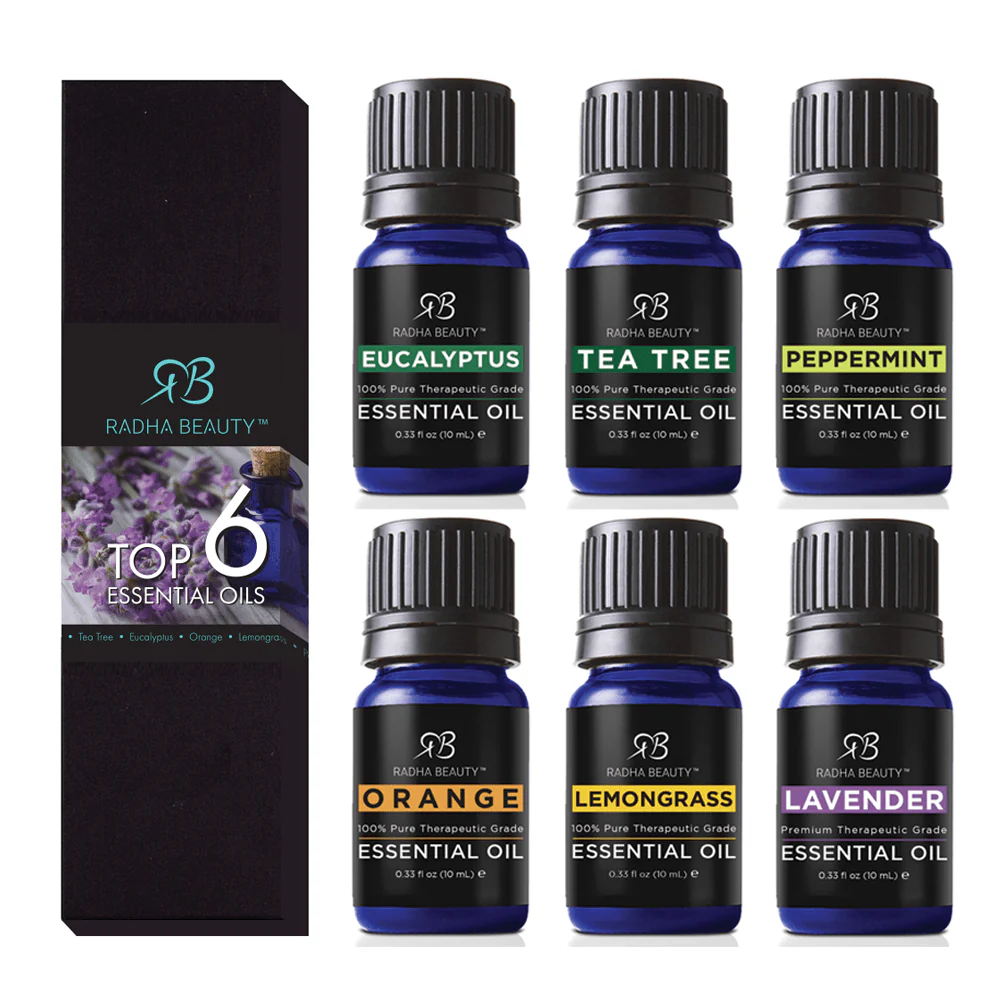 RB
RADHA BEAUTY™
TOP 6
ESSENTIAL OILS
• Tea Tree • Eucalyptus • Orange •
RB
RADHA BEAUTY™
EUCALYPTUS
100% Pure Therapeutic Grade
ESSENTIAL OIL
0.33 fl oz (10 mL) ℮
RB
RADHA BEAUTY™
TEA TREE
100% Pure Therapeutic Grade
ESSENTIAL OIL
0.33 fl oz (10 mL) ℮
RB
RADHA BEAUTY™
PEPPERMINT
100% Pure Therapeutic Grade
ESSENTIAL OIL
0.33 fl oz (10 mL) ℮
RB
RADHA BEAUTY™
ORANGE
100% Pure Therapeutic Grade
ESSENTIAL OIL
0.33 fl oz (10 mL) ℮
RB
RADHA BEAUTY™
LEMONGRASS
100% Pure Therapeutic Grade
ESSENTIAL OIL
0.33 fl oz (10 mL) ℮
RB
RADHA BEAUTY™
LAVENDER
Premium Therapeutic Grade
ESSENTIAL OIL
0.33 fl oz (10 mL) ℮